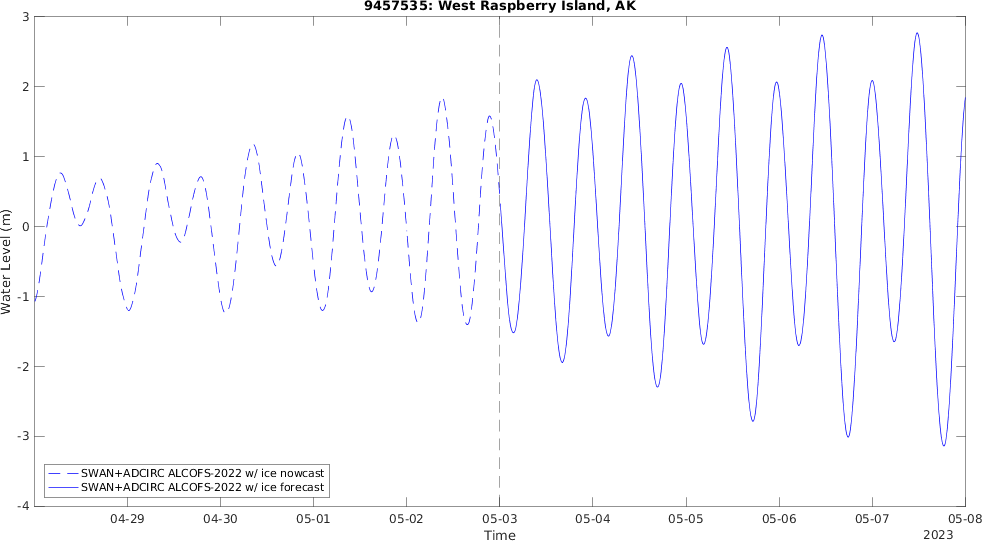 9457535: West Raspberry Island, AK
Water Level (m)
3
2
1
0
-1
-2
-3
-4
SWAN+ADCIRC ALCOFS-2022 w/ ice nowcast
SWAN+ADCIRC ALCOFS-2022 w/ ice forecast
04-29 04-30 05-01 05-02 05-03 05-04 05-05 05-06 05-07 05-08
Time
2023